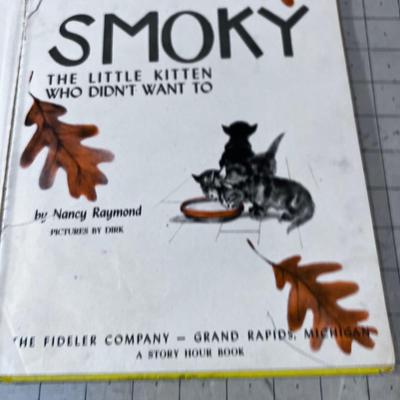 SMOKY
THE LITTLE KITTEN
WHO DIDN'T WANT TO
by Nancy Raymond
PICTURES BY DIRK
THE FIDELER COMPANY — GRAND RAPIDS, MICHIGAN
A STORY HOUR BOOK